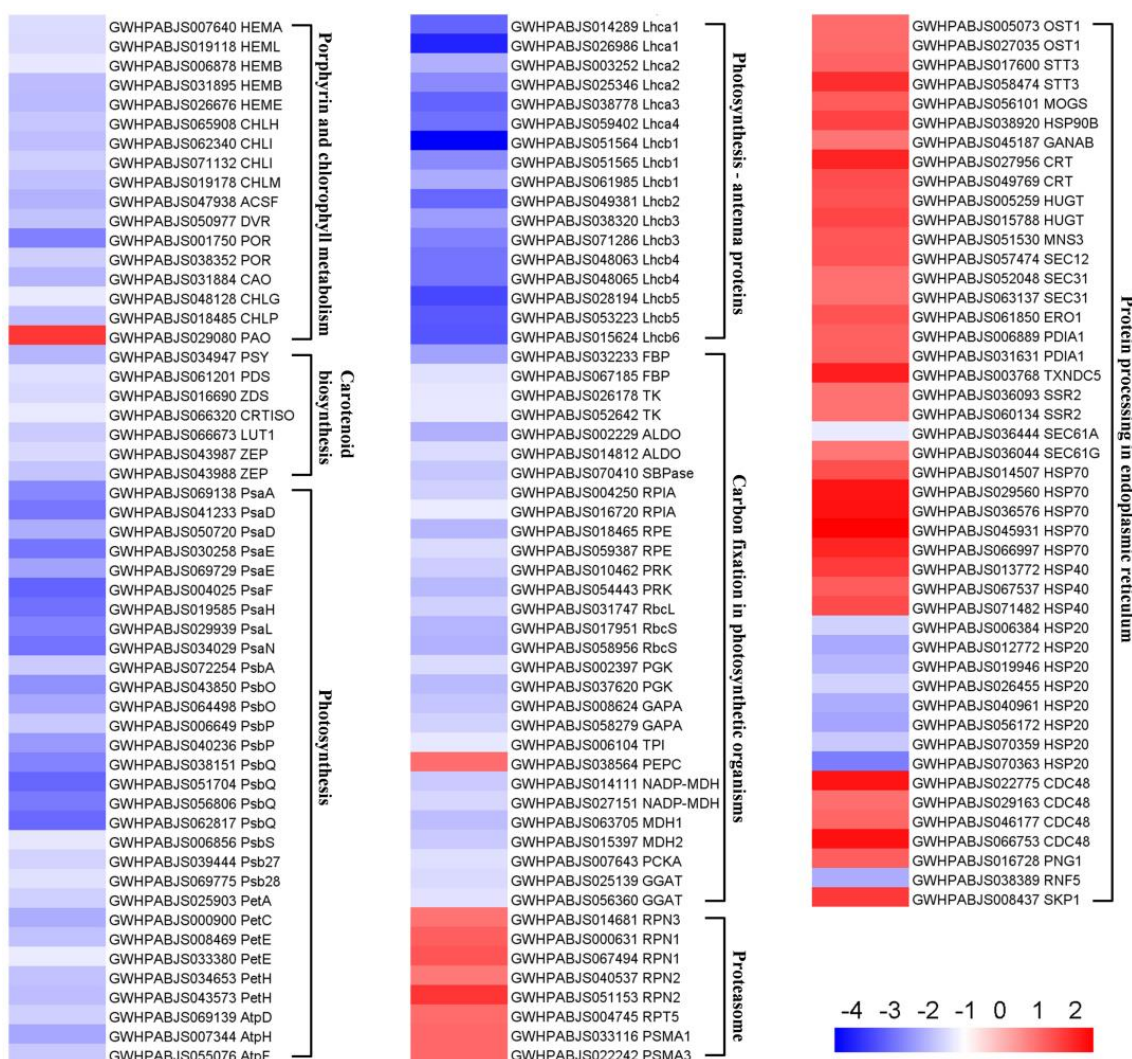 GWHPABJS007640 HEMA
GWHPABJS019118 HEML
GWHPABJS006878 HEMB
GWHPABJS031895 HEMB
GWHPABJS026676 HEME
GWHPABJS065908 CHLH
GWHPABJS062340 CHLI
GWHPABJS071132 CHLI
GWHPABJS019178 CHLM
GWHPABJS047938 ACSF
GWHPABJS050977 DVR
GWHPABJS001750 POR
GWHPABJS038352 POR
GWHPABJS031884 CAO
GWHPABJS048128 CHLG
GWHPABJS018485 CHLP
GWHPABJS029080 PAO
Porphyrin and chlorophyll metabolism
GWHPABJS034947 PSY
GWHPABJS061201 PDS
GWHPABJS016690 ZDS
GWHPABJS066320 CRTISO
GWHPABJS066673 LUT1
GWHPABJS043987 ZEP
GWHPABJS043988 ZEP
Carotenoid
biosynthesis
GWHPABJS069138 PsaA
GWHPABJS041233 PsaD
GWHPABJS050720 PsaD
GWHPABJS030258 PsaE
GWHPABJS069729 PsaE
GWHPABJS004025 PsaF
GWHPABJS019585 PsaH
GWHPABJS029939 PsaL
GWHPABJS034029 PsaN
GWHPABJS072254 PsbA
GWHPABJS043850 PsbO
GWHPABJS064498 PsbO
GWHPABJS006649 PsbP
GWHPABJS040236 PsbP
GWHPABJS038151 PsbQ
GWHPABJS051704 PsbQ
GWHPABJS056806 PsbQ
GWHPABJS062817 PsbQ
GWHPABJS006856 PsbS
GWHPABJS039444 Psb27
GWHPABJS069775 Psb28
GWHPABJS025903 PetA
GWHPABJS000900 PetC
GWHPABJS008469 PetE
GWHPABJS033380 PetE
GWHPABJS034653 PetH
GWHPABJS043573 PetH
GWHPABJS069139 AtpD
GWHPABJS007344 AtpH
GWHPABJS055076 AtpF
Photosynthesis
GWHPABJS014289 Lhca1
GWHPABJS026986 Lhca1
GWHPABJS003252 Lhca2
GWHPABJS025346 Lhca2
GWHPABJS038778 Lhca3
GWHPABJS059402 Lhca4
GWHPABJS051564 Lhcb1
GWHPABJS051565 Lhcb1
GWHPABJS061985 Lhcb1
GWHPABJS049381 Lhcb2
GWHPABJS038320 Lhcb3
GWHPABJS071286 Lhcb3
GWHPABJS048063 Lhcb4
GWHPABJS048065 Lhcb4
GWHPABJS028194 Lhcb5
GWHPABJS053223 Lhcb5
GWHPABJS015624 Lhcb6
Photosynthesis - antenna proteins
GWHPABJS032233 FBP
GWHPABJS067185 FBP
GWHPABJS026178 TK
GWHPABJS052642 TK
GWHPABJS002229 ALDO
GWHPABJS014812 ALDO
GWHPABJS070410 SBPase
GWHPABJS004250 RPIA
GWHPABJS016720 RPIA
GWHPABJS018465 RPE
GWHPABJS059387 RPE
GWHPABJS010462 PRK
GWHPABJS054443 PRK
GWHPABJS031747 RbcL
GWHPABJS017951 RbcS
GWHPABJS058956 RbcS
GWHPABJS002397 PGK
GWHPABJS037620 PGK
GWHPABJS008624 GAPA
GWHPABJS058279 GAPA
GWHPABJS006104 TPI
GWHPABJS038564 PEPC
GWHPABJS014111 NADP-MDH
GWHPABJS027151 NADP-MDH
GWHPABJS063705 MDH1
GWHPABJS015397 MDH2
GWHPABJS007643 PCKA
GWHPABJS025139 GGAT
GWHPABJS056360 GGAT
Carbon fixation in photosynthetic organisms
GWHPABJS014681 RPN3
GWHPABJS000631 RPN1
GWHPABJS067494 RPN1
GWHPABJS040537 RPN2
GWHPABJS051153 RPN2
GWHPABJS004745 RPT5
GWHPABJS033116 PSMA1
GWHPABJS022242 PSMA3
Proteasome
GWHPABJS005073 OST1
GWHPABJS027035 OST1
GWHPABJS017600 STT3
GWHPABJS058474 STT3
GWHPABJS056101 MOGS
GWHPABJS038920 HSP90B
GWHPABJS045187 GANAB
GWHPABJS027956 CRT
GWHPABJS049769 CRT
GWHPABJS005259 HUGT
GWHPABJS015788 HUGT
GWHPABJS051530 MNS3
GWHPABJS057474 SEC12
GWHPABJS052048 SEC31
GWHPABJS063137 SEC31
GWHPABJS061850 ERO1
GWHPABJS006889 PDIA1
GWHPABJS031631 PDIA1
GWHPABJS003768 TXNDC5
GWHPABJS036093 SSR2
GWHPABJS060134 SSR2
GWHPABJS036444 SEC61A
GWHPABJS036044 SEC61G
GWHPABJS014507 HSP70
GWHPABJS029560 HSP70
GWHPABJS036576 HSP70
GWHPABJS045931 HSP70
GWHPABJS066997 HSP70
GWHPABJS013772 HSP40
GWHPABJS067537 HSP40
GWHPABJS071482 HSP40
GWHPABJS006384 HSP20
GWHPABJS012772 HSP20
GWHPABJS019946 HSP20
GWHPABJS026455 HSP20
GWHPABJS040961 HSP20
GWHPABJS056172 HSP20
GWHPABJS070359 HSP20
GWHPABJS070363 HSP20
GWHPABJS022775 CDC48
GWHPABJS029163 CDC48
GWHPABJS046177 CDC48
GWHPABJS066753 CDC48
GWHPABJS016728 PNG1
GWHPABJS038389 RNF5
GWHPABJS008437 SKP1
Protein processing in endoplasmic reticulum
-4 -3 -2 -1 0 1 2